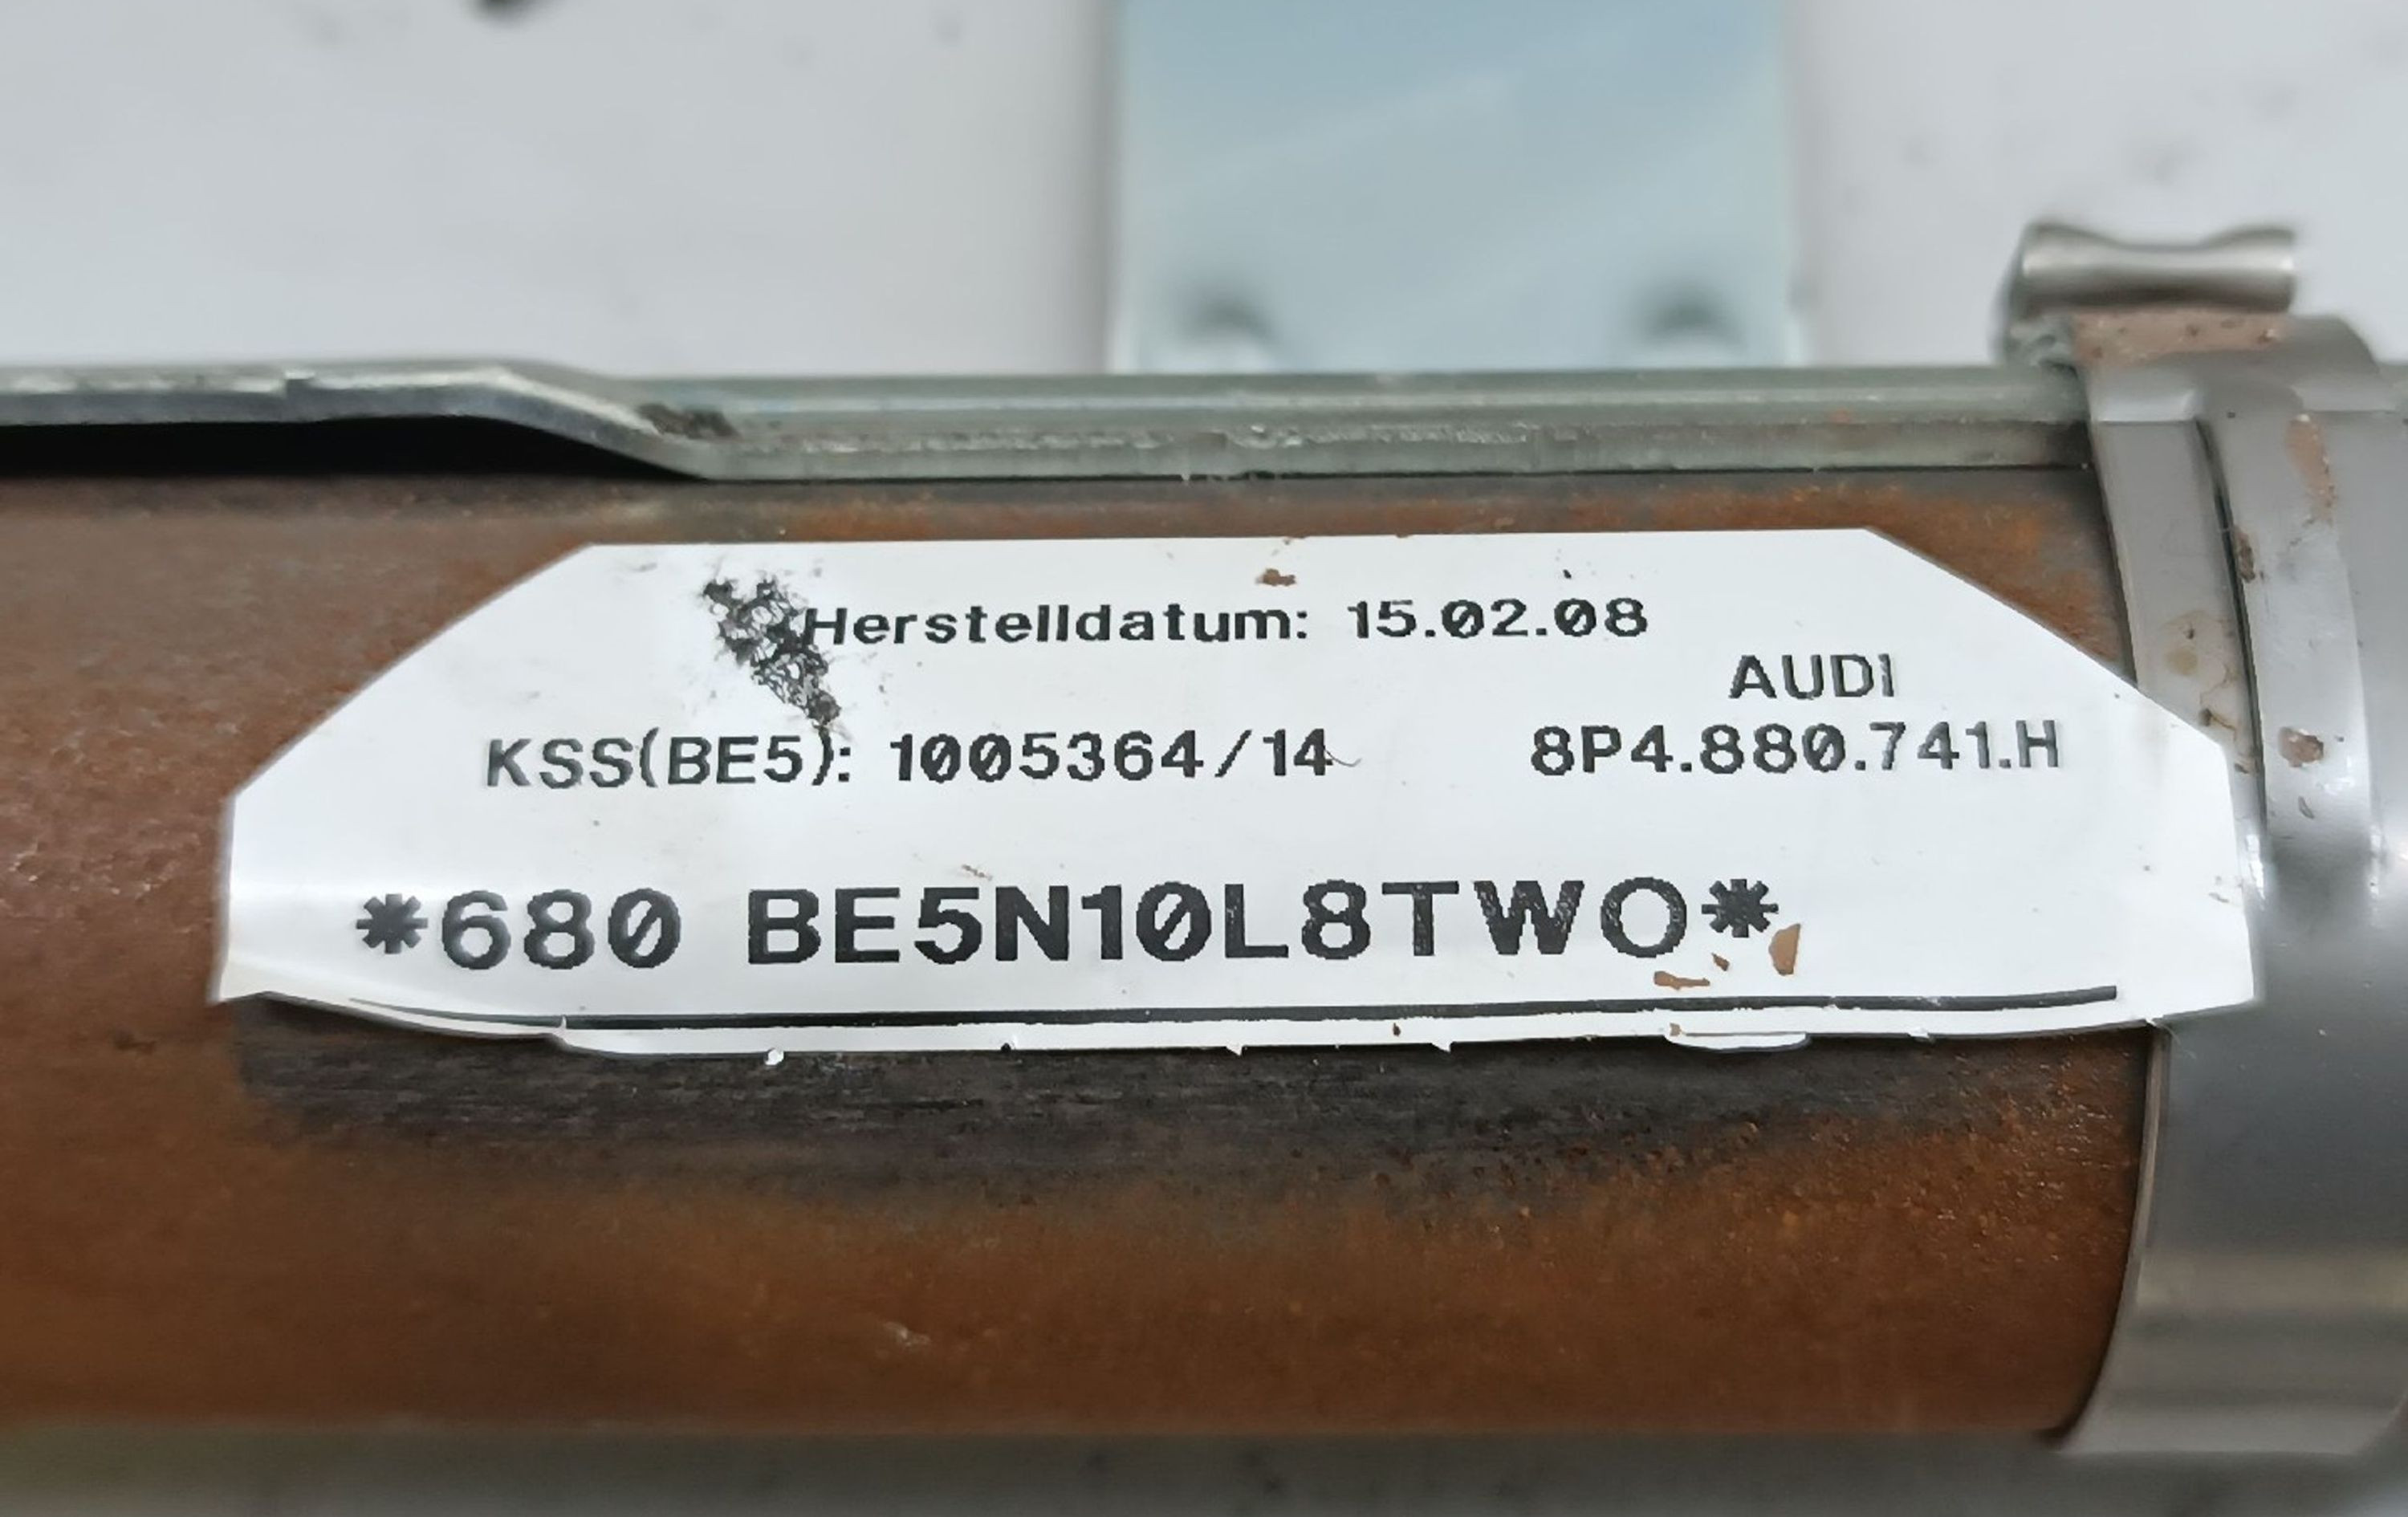 Herstelldatum: 15.02.08
AUDI
KSS(BE5): 1005364/14 8P4.880.741.H
*680 BE5N10L8TWO*